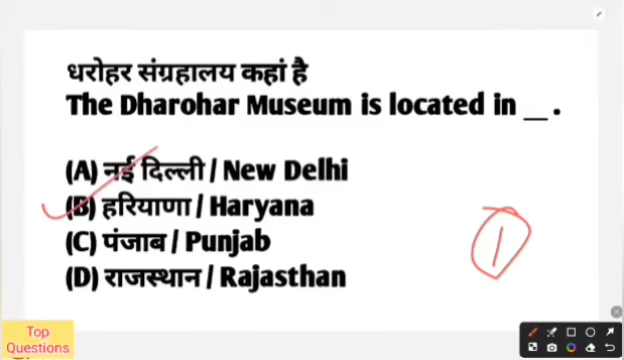 धरोहर संग्रहालय कहां है
The Dharohar Museum is located in __ .
(A) नई दिल्ली / New Delhi
(B) हरियाणा / Haryana
(C) पंजाब / Punjab
(D) राजस्थान / Rajasthan
1
Top
Questions